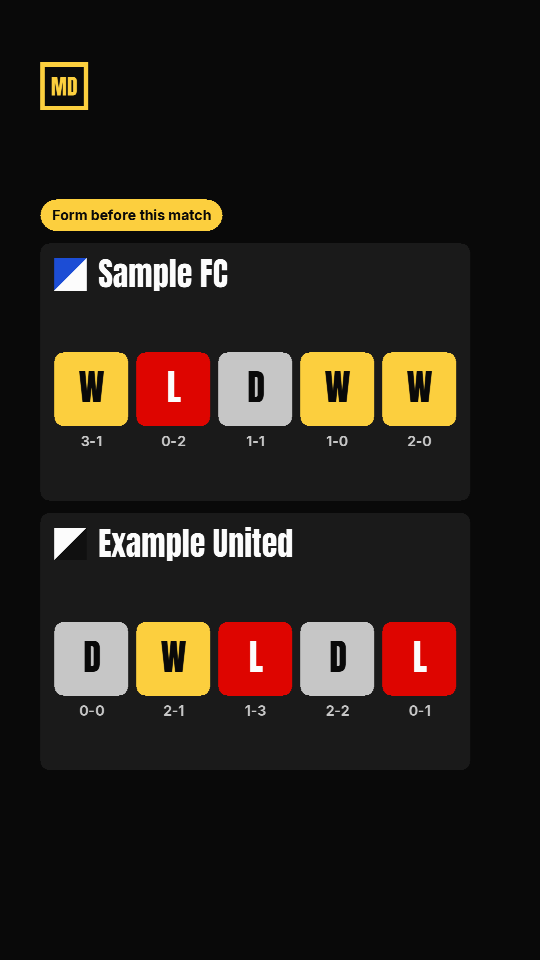 MD
Form before this match
Sample FC
W L D W W
3-1 0-2 1-1 1-0 2-0
Example United
D W L D L
0-0 2-1 1-3 2-2 0-1